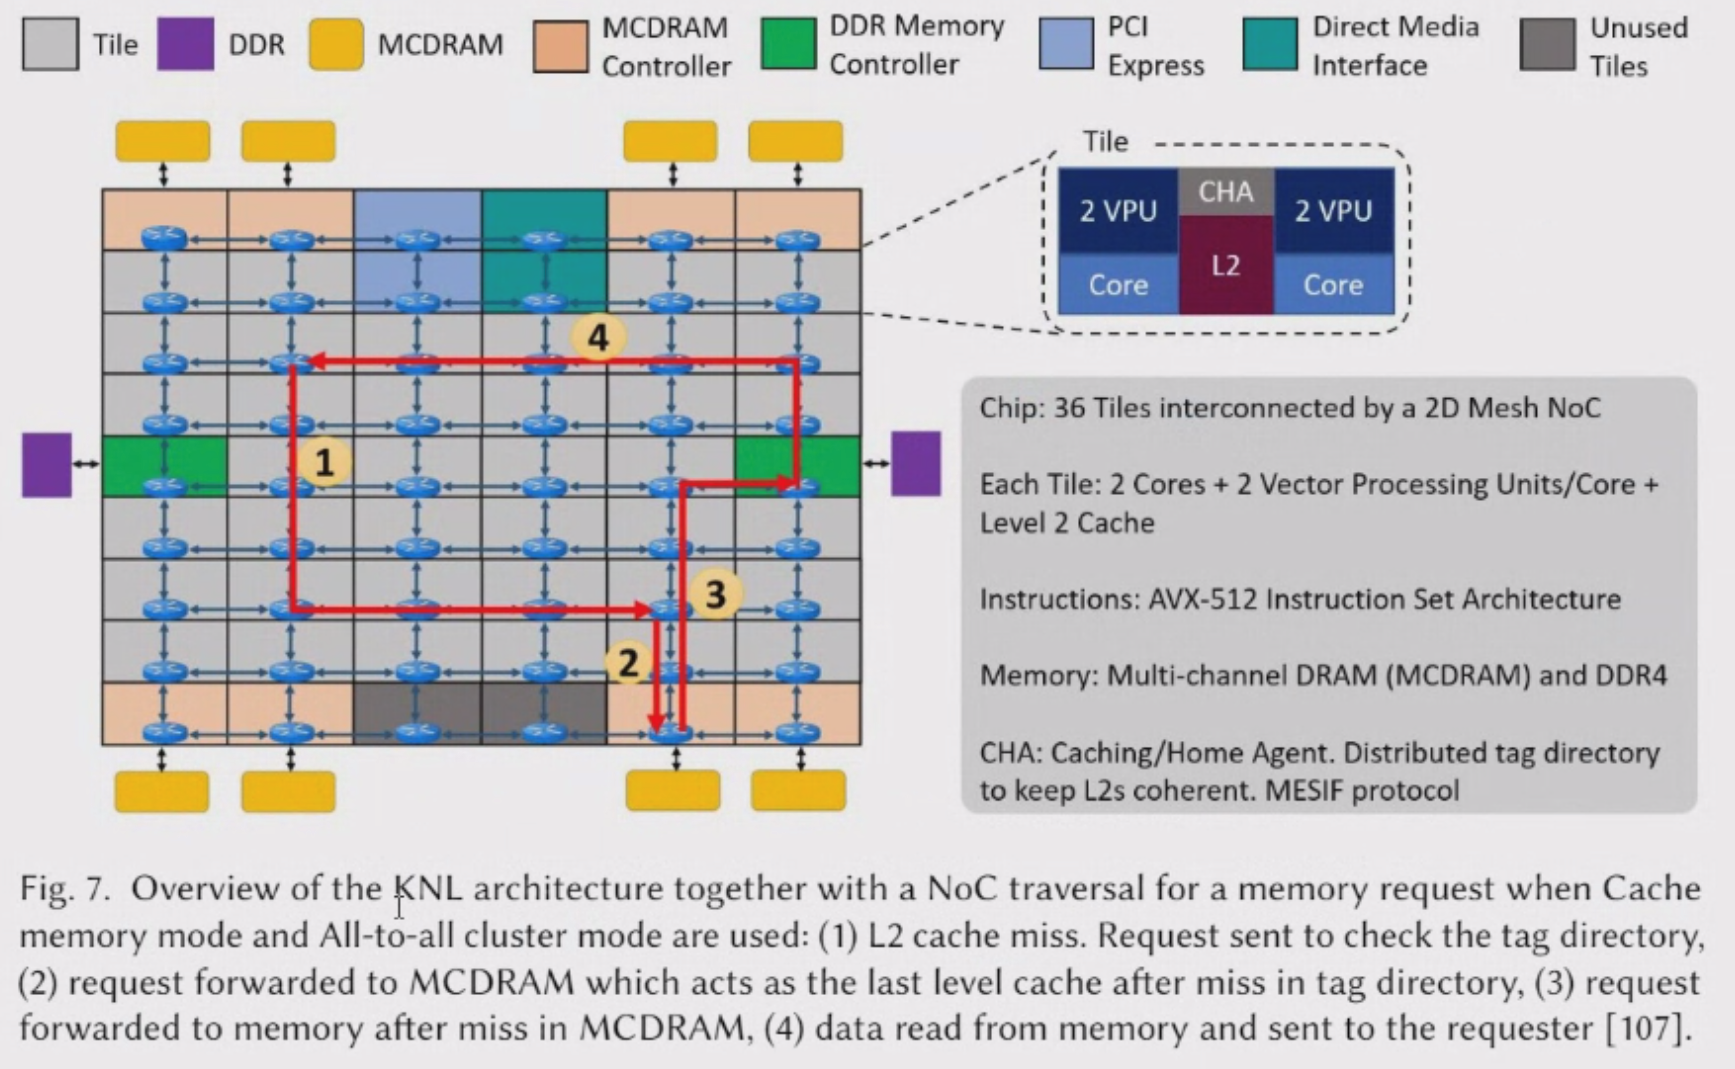 Tile
DDR
MCDRAM
MCDRAM
Controller
DDR Memory
Controller
PCI
Express
Direct Media
Interface
Unused
Tiles
Tile
2 VPU
CHA
2 VPU
L2
Core
Core
4
1
3
2
Chip: 36 Tiles interconnected by a 2D Mesh NoC
Each Tile: 2 Cores + 2 Vector Processing Units/Core +
Level 2 Cache
Instructions: AVX-512 Instruction Set Architecture
Memory: Multi-channel DRAM (MCDRAM) and DDR4
CHA: Caching/Home Agent. Distributed tag directory
to keep L2s coherent. MESIF protocol
Fig. 7. Overview of the KNL architecture together with a NoC traversal for a memory request when Cache
memory mode and All-to-all cluster mode are used: (1) L2 cache miss. Request sent to check the tag directory,
(2) request forwarded to MCDRAM which acts as the last level cache after miss in tag directory, (3) request
forwarded to memory after miss in MCDRAM, (4) data read from memory and sent to the requester [107].